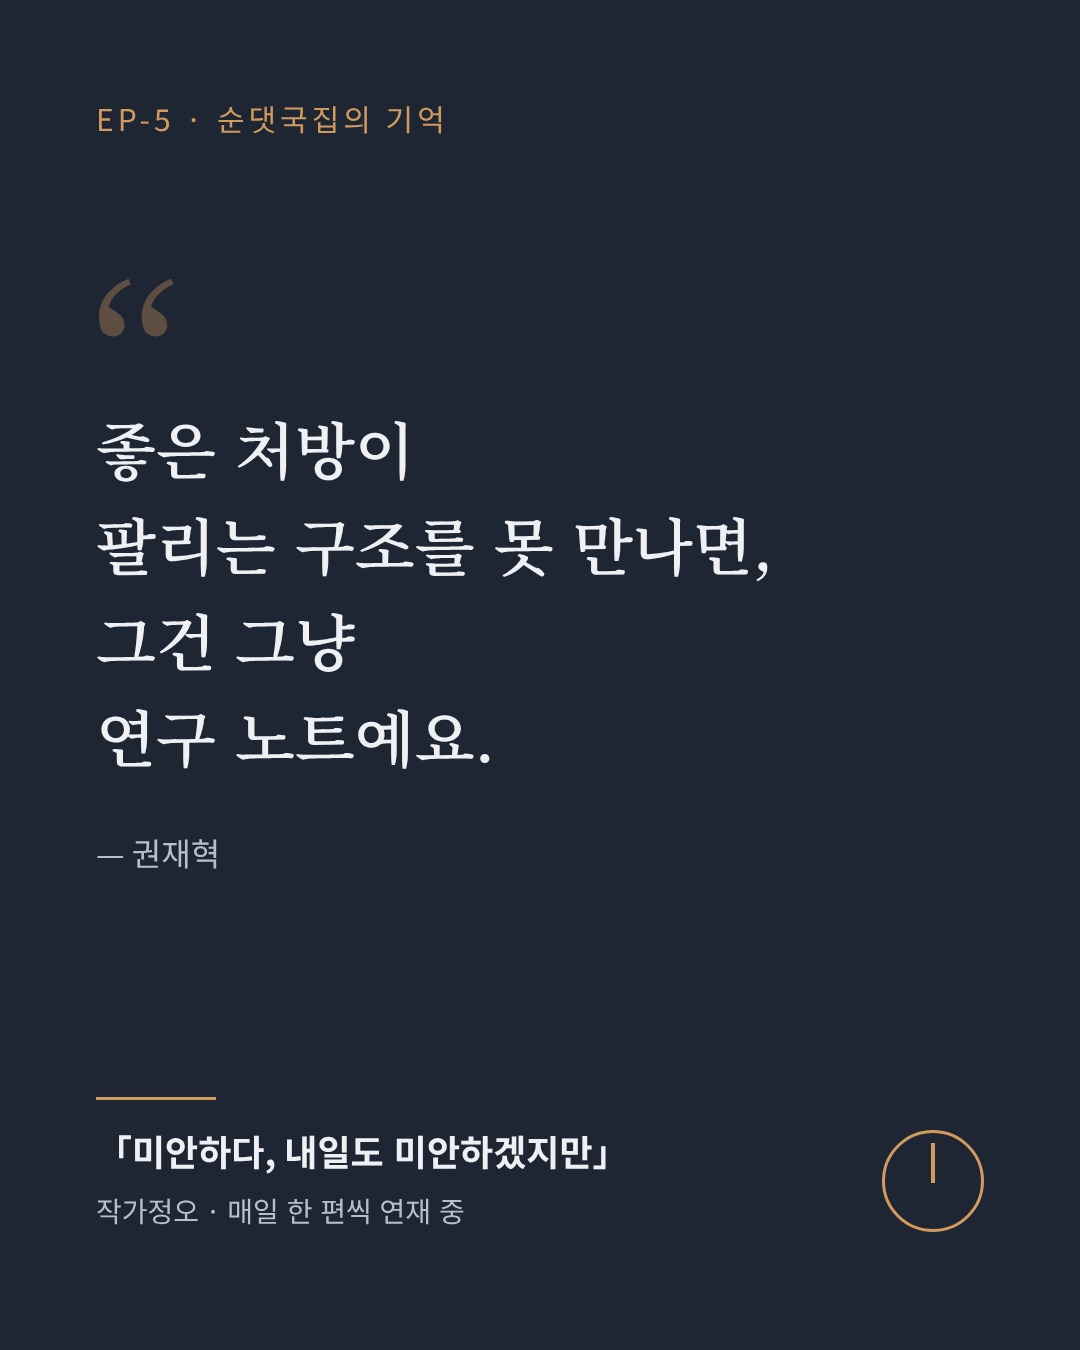 EP-5 · 순댓국집의 기억
“
좋은 처방이
팔리는 구조를 못 만나면,
그건 그냥
연구 노트예요.
— 권재혁
「미안하다, 내일도 미안하겠지만」
작가정오 · 매일 한 편씩 연재 중